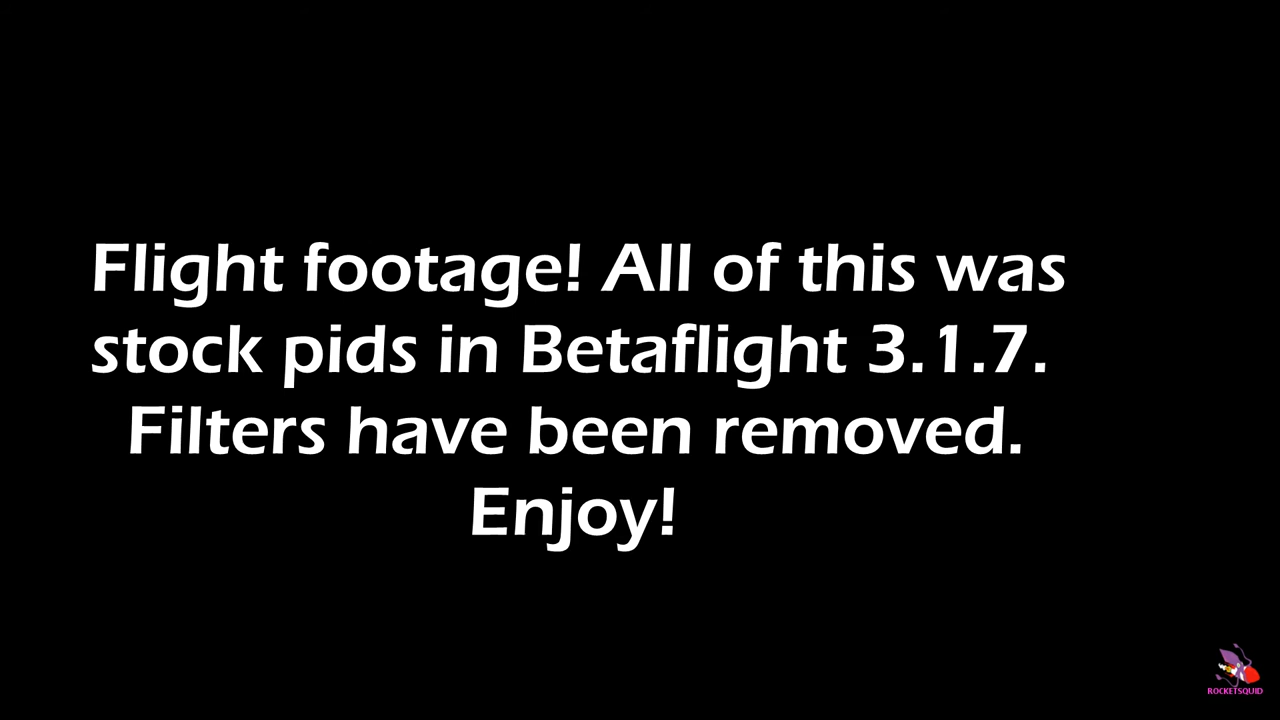 Flight footage! All of this was
stock pids in Betaflight 3.1.7.
Filters have been removed.
Enjoy!
ROCKETSQUID